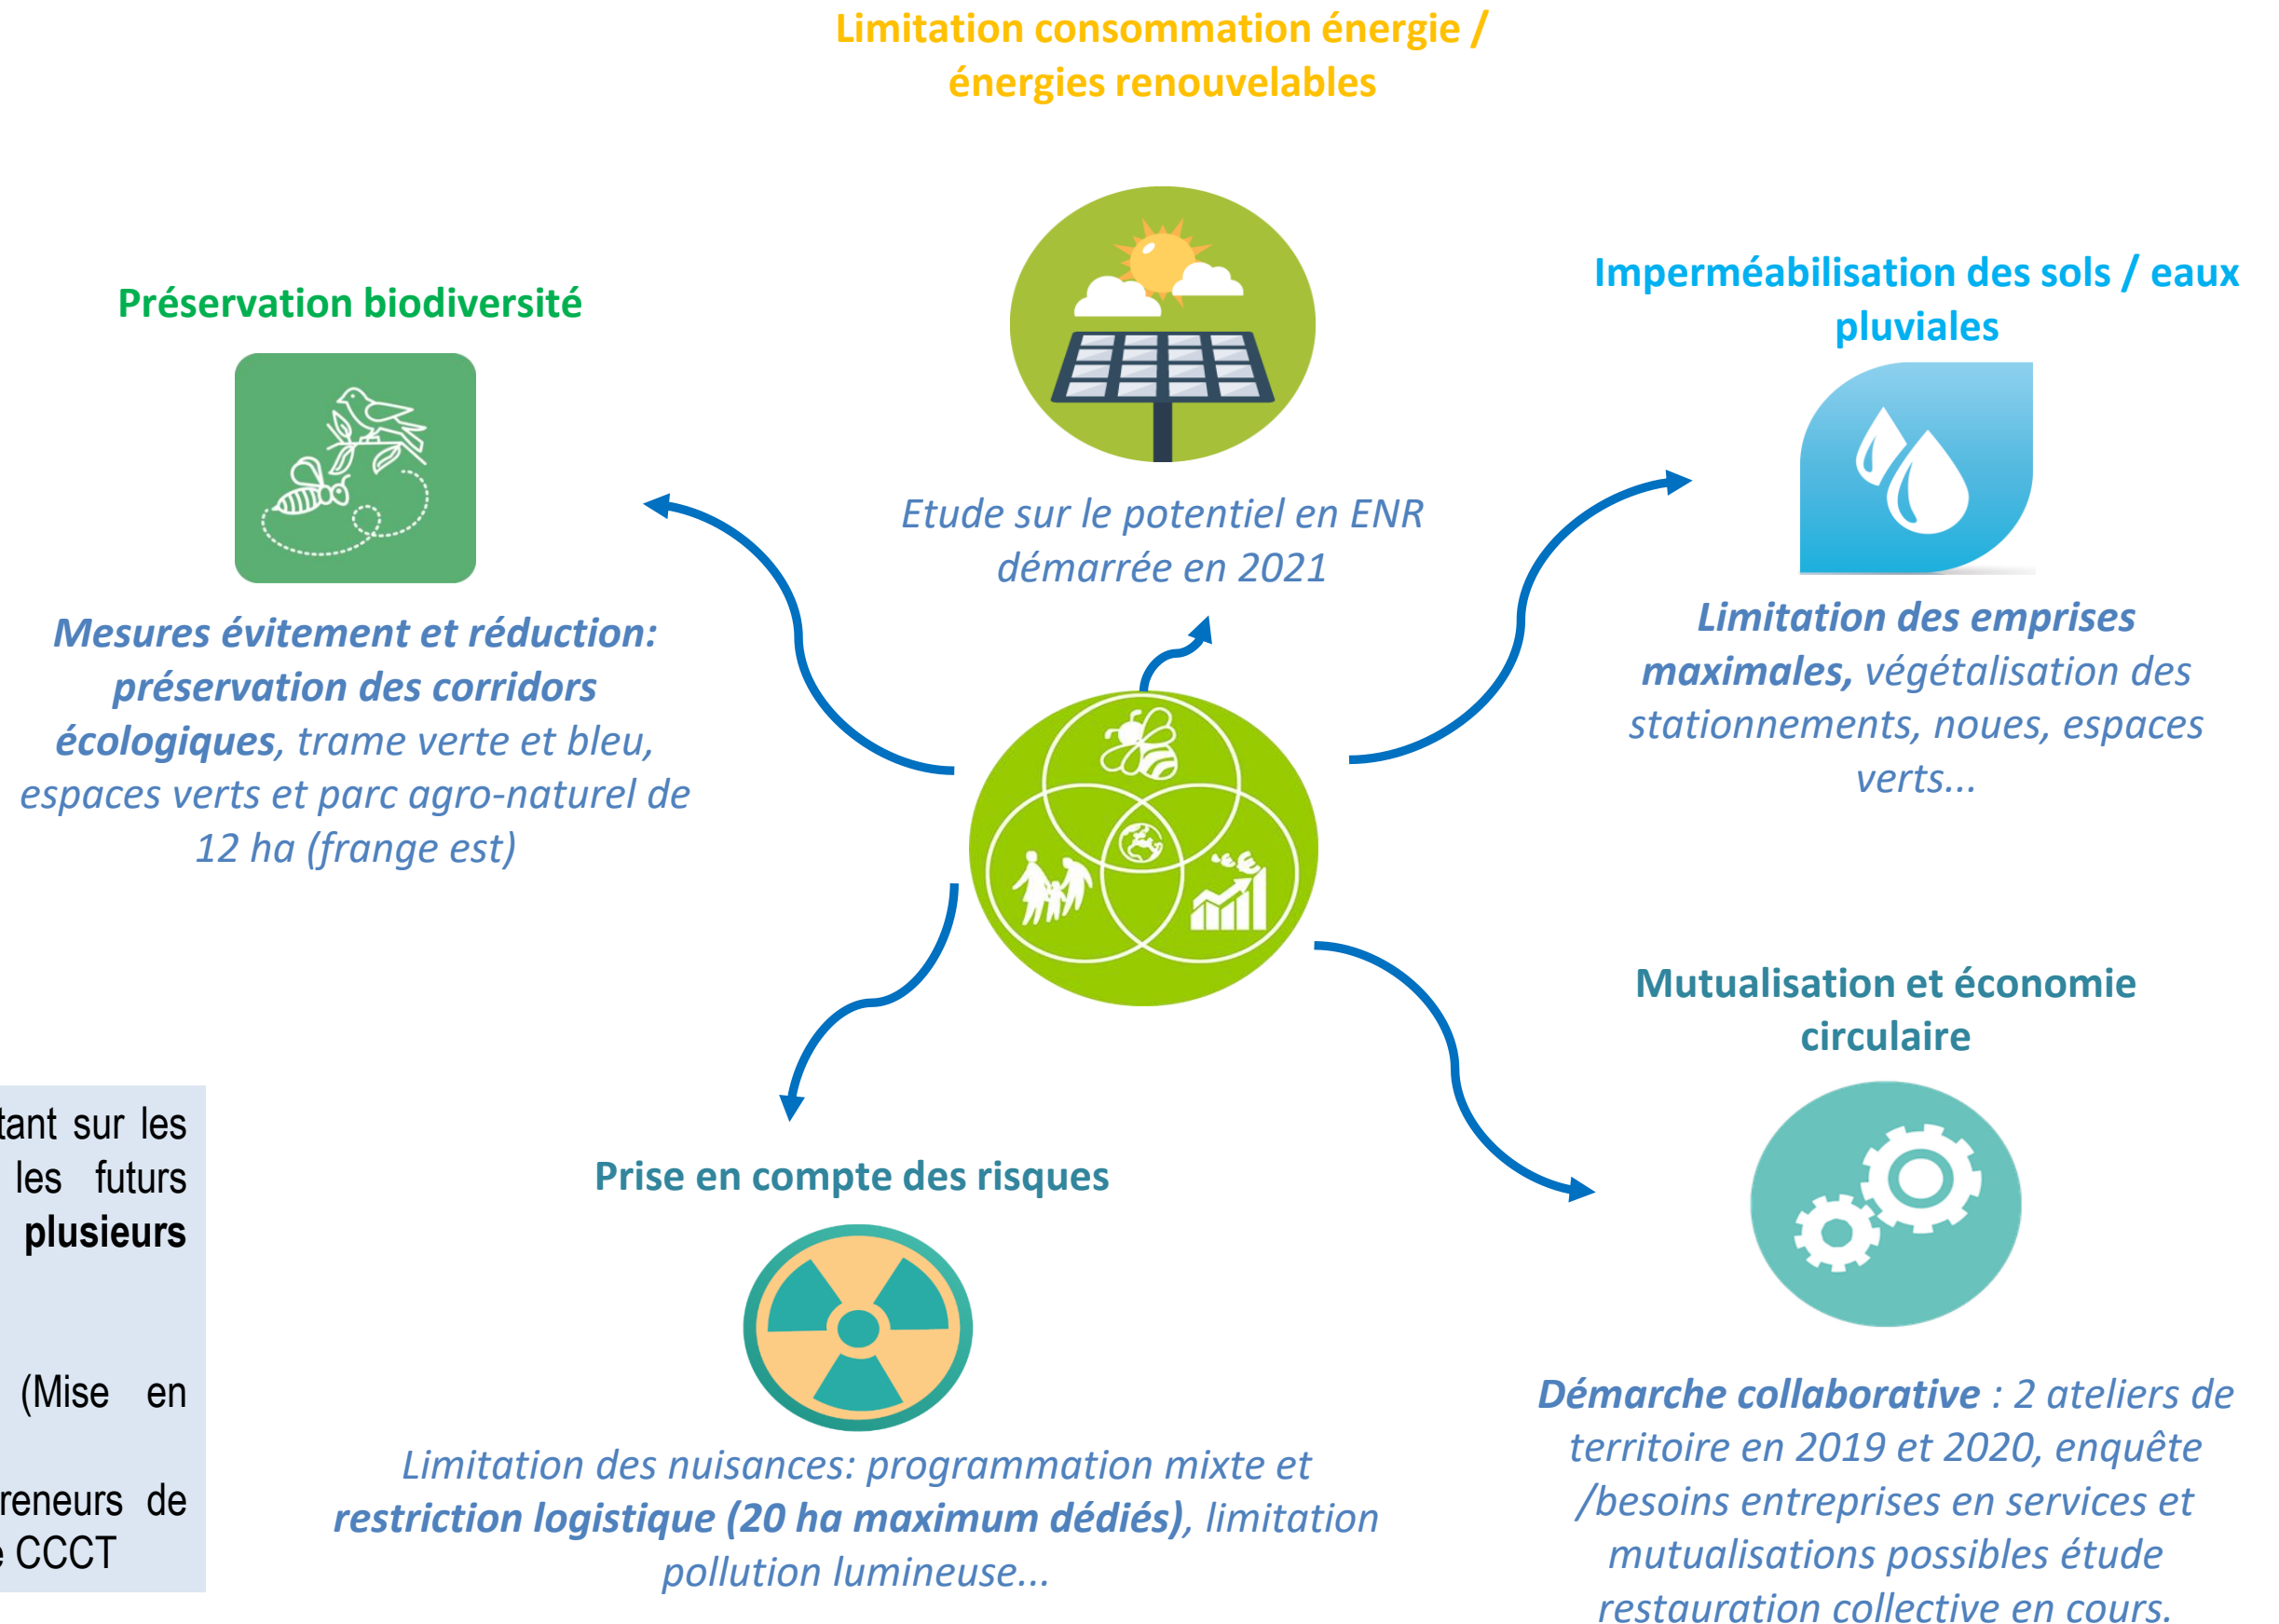 Limitation consommation énergie /
énergies renouvelables
Préservation biodiversité
Mesures évitement et réduction:
préservation des corridors
écologiques, trame verte et bleu,
espaces verts et parc agro-naturel de
12 ha (frange est)
Etude sur le potentiel en ENR
démarrée en 2021
Imperméabilisation des sols / eaux
pluviales
Limitation des emprises
maximales, végétalisation des
stationnements, noues, espaces
verts...
Mutualisation et économie
circulaire
Démarche collaborative : 2 ateliers de
territoire en 2019 et 2020, enquête
/besoins entreprises en services et
mutualisations possibles étude
restauration collective en cours.
Prise en compte des risques
Limitation des nuisances: programmation mixte et
restriction logistique (20 ha maximum dédiés), limitation
pollution lumineuse...
sur les
les futurs
plusieurs
(Mise en
de
CCCT